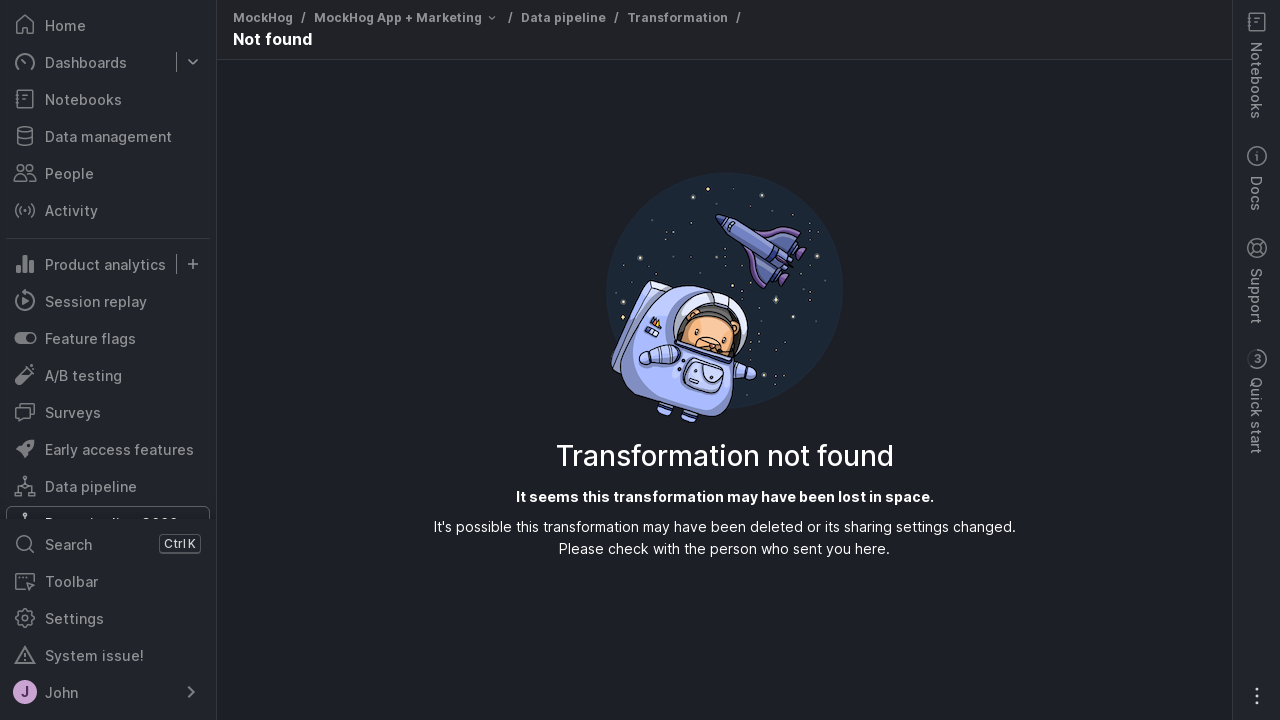 Home
Dashboards
Notebooks
Data management
People
Activity
Product analytics
Session replay
Feature flags
A/B testing
Surveys
Early access features
Data pipeline
Search Ctrl K
Toolbar
Settings
System issue!
J John
MockHog / MockHog App + Marketing / Data pipeline / Transformation /
Not found
Transformation not found
It seems this transformation may have been lost in space.
It's possible this transformation may have been deleted or its sharing settings changed.
Please check with the person who sent you here.
Notebooks
Docs
Support
3 Quick start